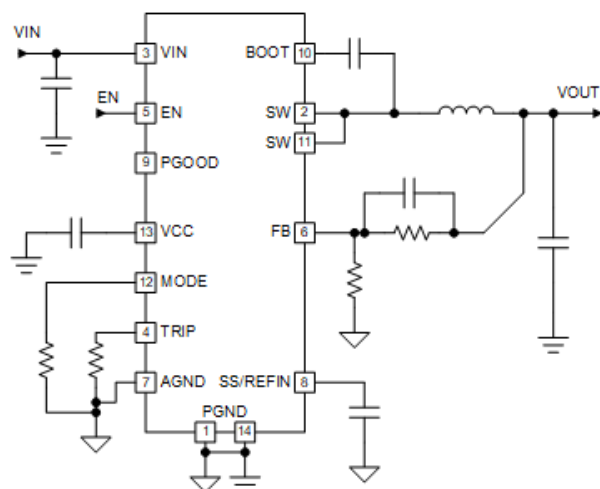 VIN
3 VIN
BOOT 10
EN
5 EN
SW 2
VOUT
SW 11
9 PGOOD
13 VCC
FB 6
12 MODE
4 TRIP
7 AGND
SS/REFIN 8
PGND
1 14